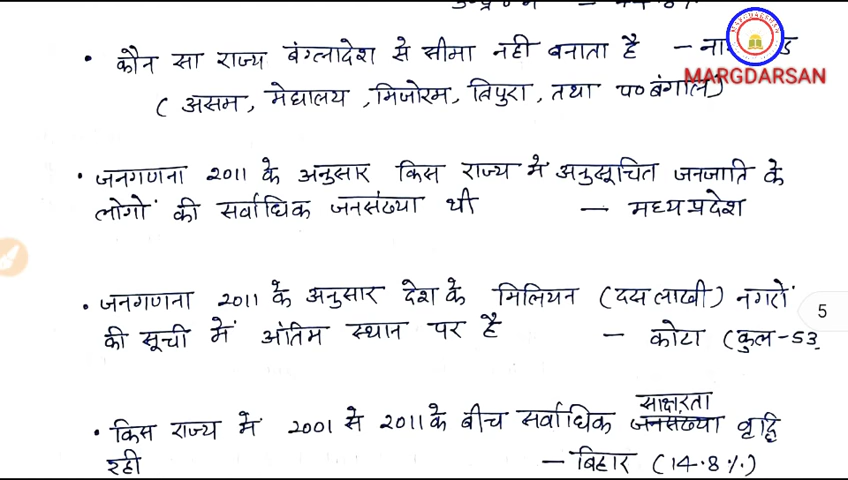 • कौन सा राज्य बंग्लादेश से सीमा नही बनाता है –
( असम, मेघालय, मिजोरम, त्रिपुरा, तथा प० बंगाल)
MARGDARSAN
MARGDARSHAN
• जनगणना 2011 के अनुसार किस राज्य में अनुसूचित जनजाति के
लोगों की सर्वाधिक जनसंख्या थी – मध्यप्रदेश
• जनगणना 2011 के अनुसार देश के मिलियन (दस लाखी) नगरों
की सूची में अंतिम स्थान पर है – कोटा (कुल-53
5
साक्षरता
• किस राज्य में 2001 से 2011 के बीच सर्वाधिक जनसंख्या वृद्धि
रही – बिहार (14.8%)